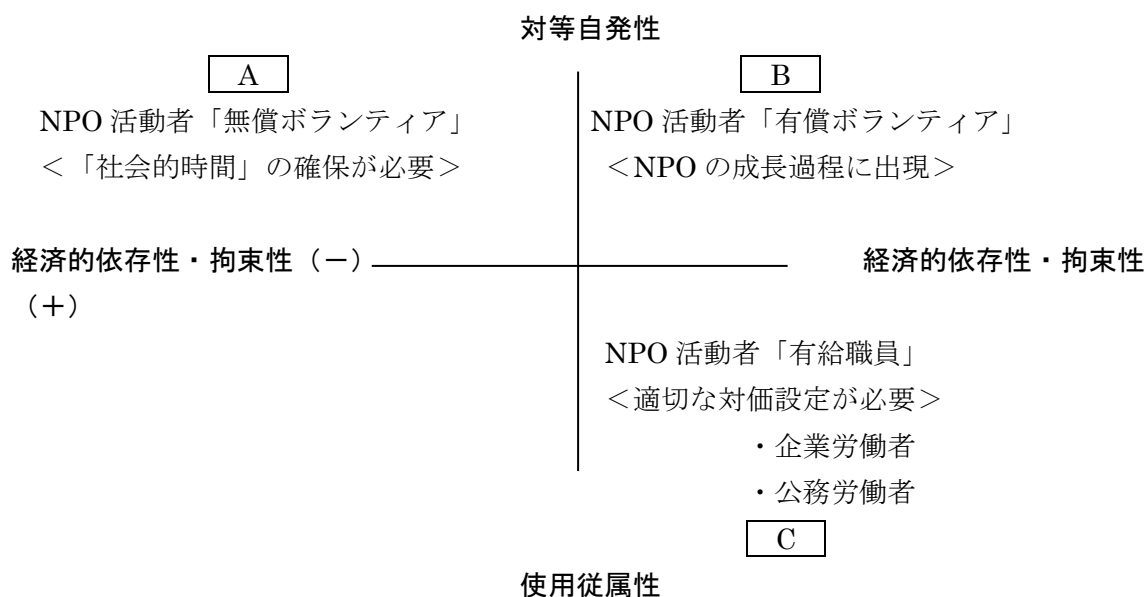 対等自発性
A B
NPO 活動者「無償ボランティア」 NPO 活動者「有償ボランティア」
＜「社会的時間」の確保が必要＞ ＜NPO の成長過程に出現＞
経済的依存性・拘束性（－） 経済的依存性・拘束性
（＋）
NPO 活動者「有給職員」
＜適切な対価設定が必要＞
・企業労働者
・公務労働者
C
使用従属性